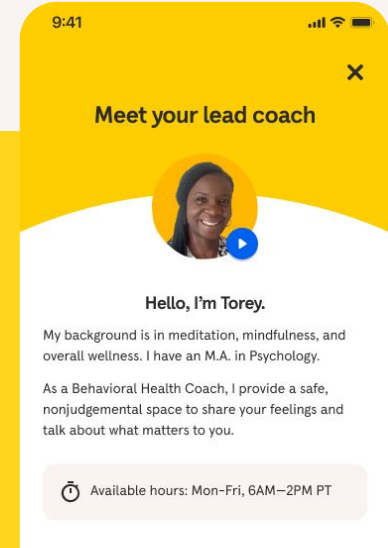 9:41
Meet your lead coach
Hello, I'm Torey.
My background is in meditation, mindfulness, and
overall wellness. I have an M.A. in Psychology.
As a Behavioral Health Coach, I provide a safe,
nonjudgemental space to share your feelings and
talk about what matters to you.
Available hours: Mon-Fri, 6AM—2PM PT